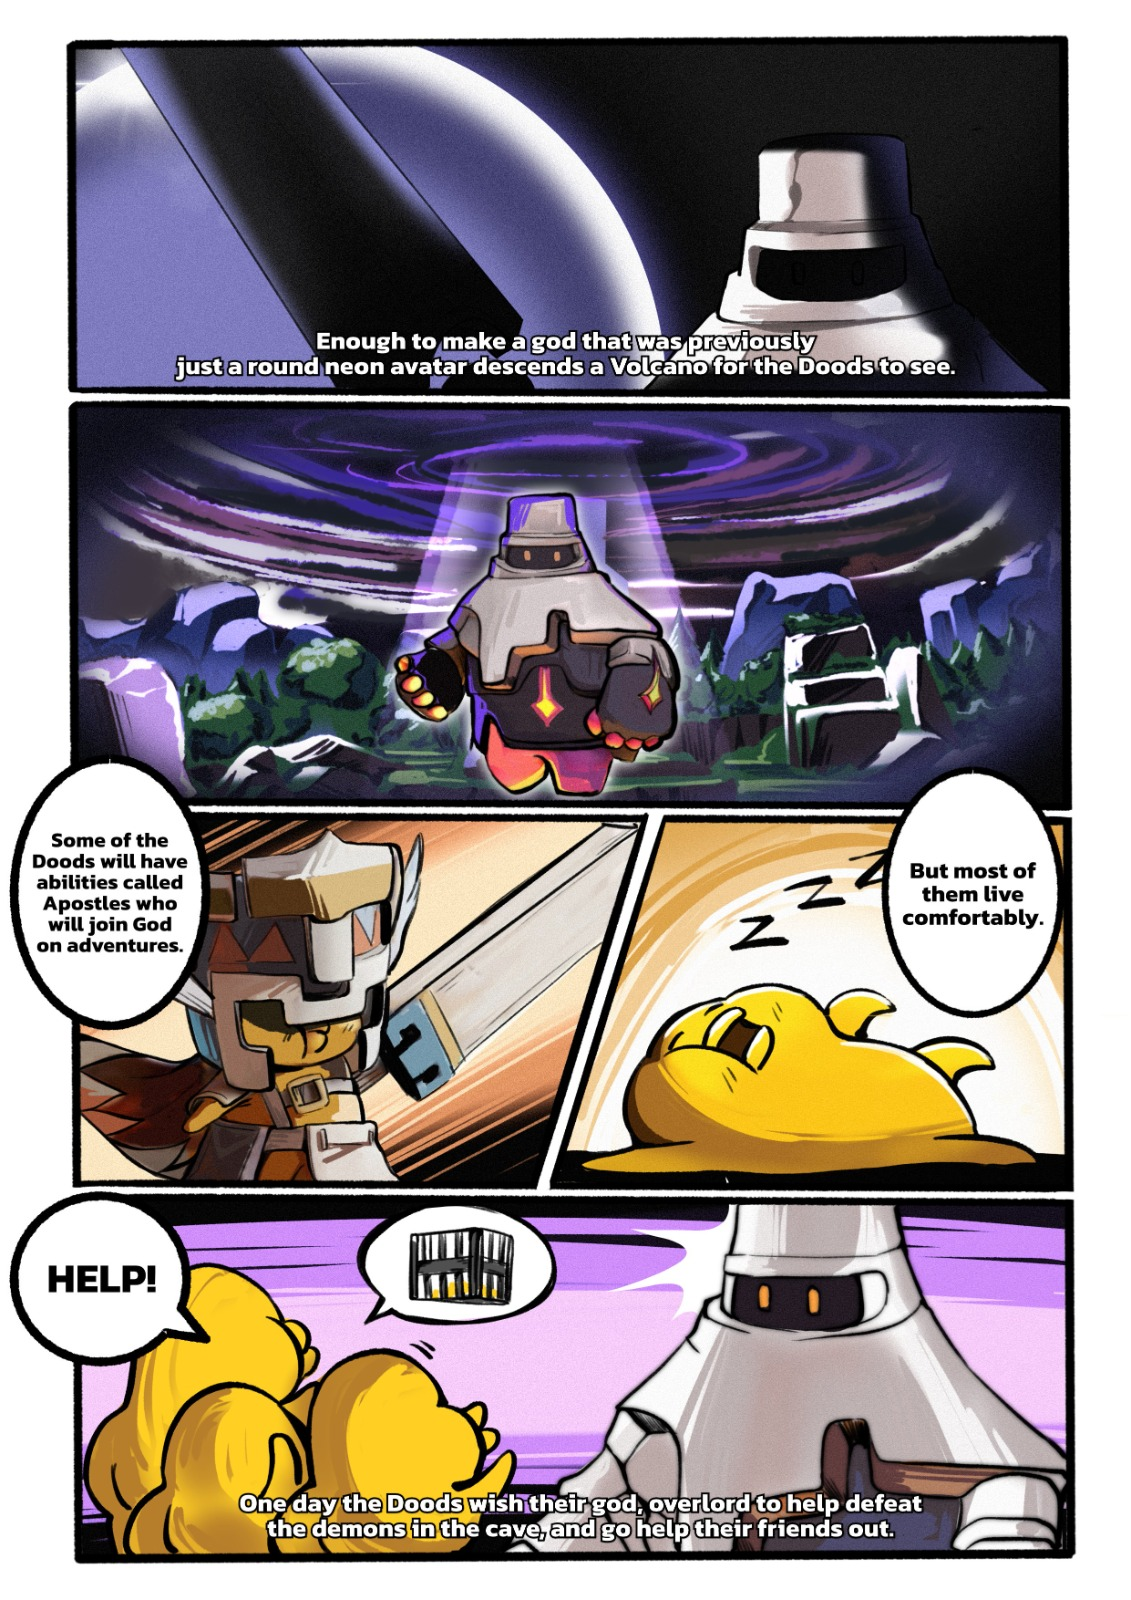 Enough to make a god that was previously
just a round neon avatar descends a Volcano for the Doods to see.
Some of the
Doods will have
abilities called
Apostles who
will join God
on adventures.
Z Z Z
But most of
them live
comfortably.
HELP!
One day the Doods wish their god, overlord to help defeat
the demons in the cave, and go help their friends out.